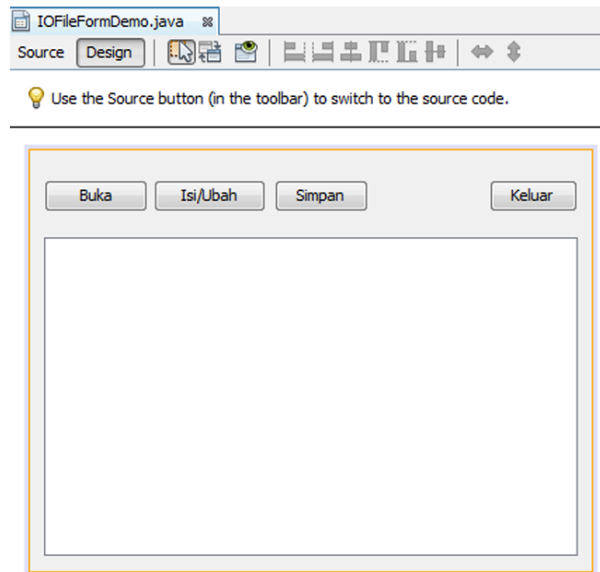 IOFileFormDemo.java
Source Design
Use the Source button (in the toolbar) to switch to the source code.
Buka Isi/Ubah Simpan Keluar